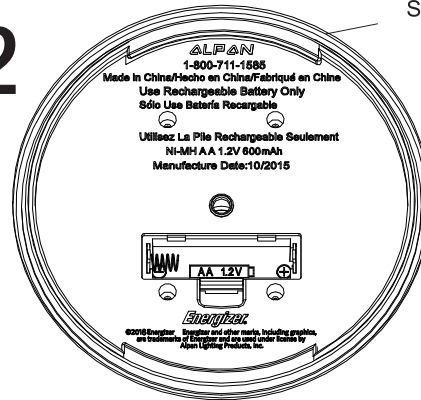 2
S
ALPAN
1-800-711-1585
Made in China/Hecho en China/Fabriqué en Chine
Use Rechargeable Battery Only
Sólo Use Batería Recargable
Utilisez La Pile Rechargeable Seulement
Ni-MH AA 1.2V 600mAh
Manufacture Date:10/2015
AA 1.2V
Energizer.
©2016 Energizer Energizer and other marks, including graphics,
are trademarks of Energizer and are used under license by
Alpan Lighting Products, Inc.